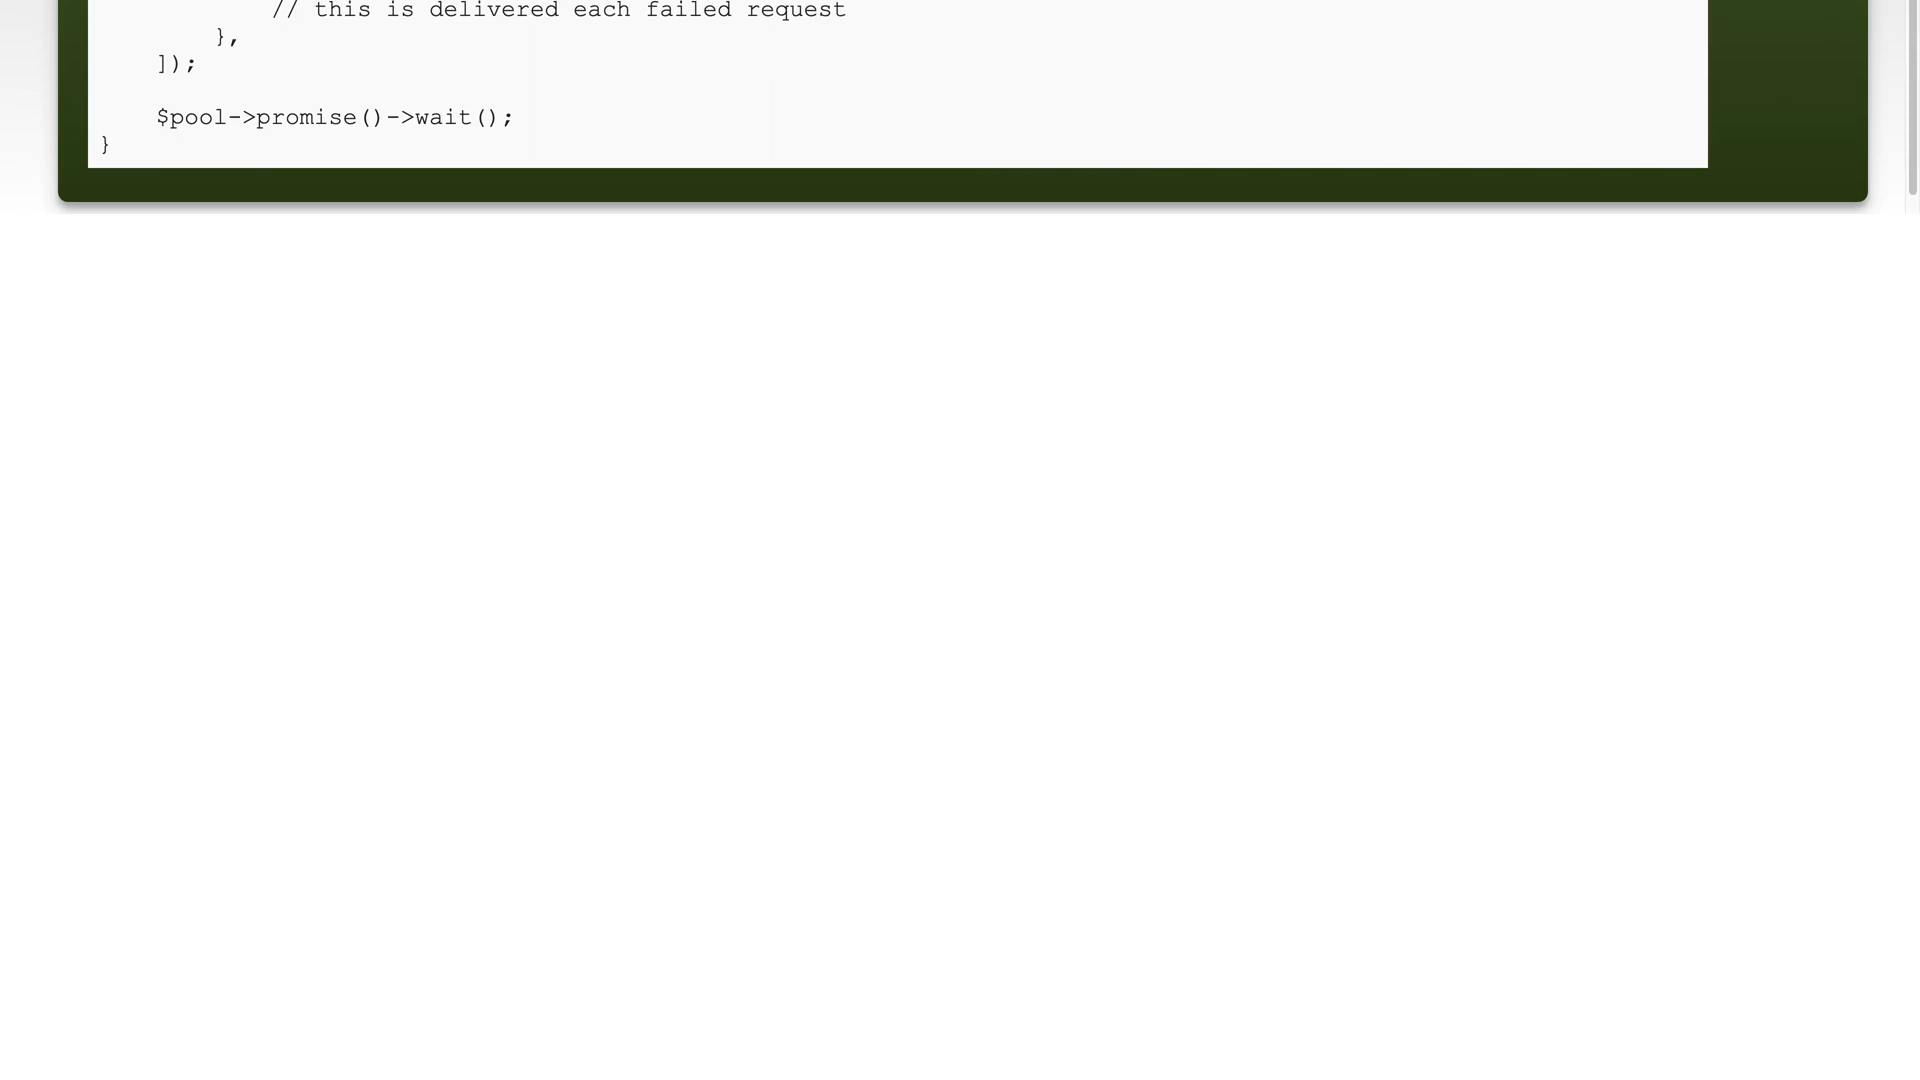 // this is delivered each failed request
},
]);
$pool->promise()->wait();
}